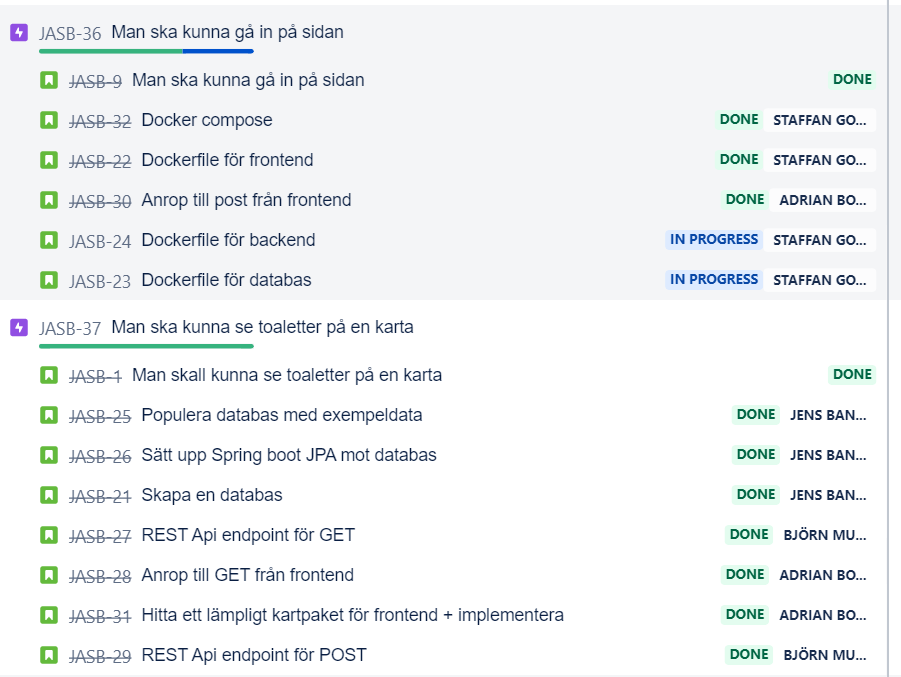 JASB-36 Man ska kunna gå in på sidan
JASB-9 Man ska kunna gå in på sidan DONE
JASB-32 Docker compose DONE STAFFAN GO...
JASB-22 Dockerfile för frontend DONE STAFFAN GO...
JASB-30 Anrop till post från frontend DONE ADRIAN BO...
JASB-24 Dockerfile för backend IN PROGRESS STAFFAN GO...
JASB-23 Dockerfile för databas IN PROGRESS STAFFAN GO...
JASB-37 Man ska kunna se toaletter på en karta
JASB-1 Man skall kunna se toaletter på en karta DONE
JASB-25 Populera databas med exempeldata DONE JENS BAN...
JASB-26 Sätt upp Spring boot JPA mot databas DONE JENS BAN...
JASB-21 Skapa en databas DONE JENS BAN...
JASB-27 REST Api endpoint för GET DONE BJÖRN MU...
JASB-28 Anrop till GET från frontend DONE ADRIAN BO...
JASB-31 Hitta ett lämpligt kartpaket för frontend + implementera DONE ADRIAN BO...
JASB-29 REST Api endpoint för POST DONE BJÖRN MU...